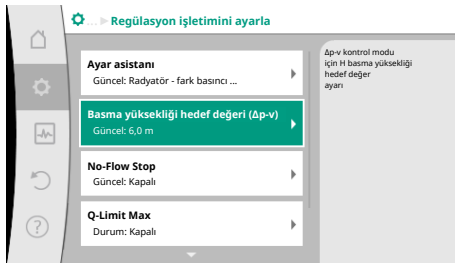 ... Regülasyon işletimini ayarla
Ayar asistanı
Güncel: Radyatör - fark basıncı ...
Basma yüksekliği hedef değeri (Δp-v)
Güncel: 6,0 m
No-Flow Stop
Güncel: Kapalı
Q-Limit Max
Durum: Kapalı
Δp-v kontrol modu
için H basma yüksekliği
hedef değer
ayarı
?